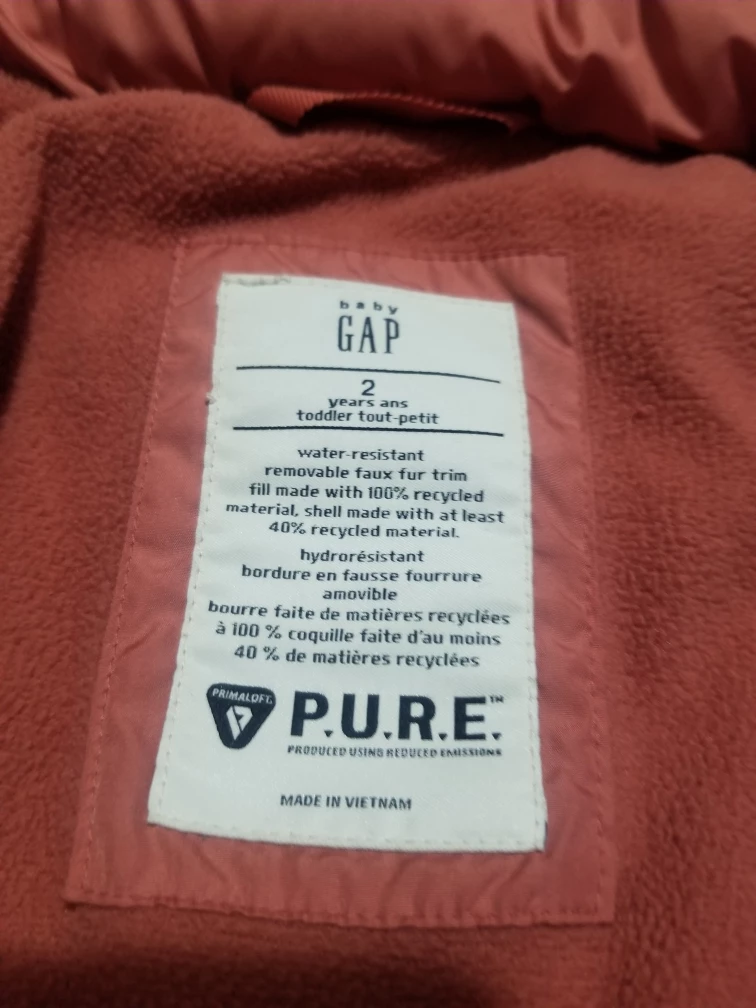 baby
GAP
2
years ans
toddler tout-petit
water-resistant
removable faux fur trim
fill made with 100% recycled
material, shell made with at least
40% recycled material.
hydrorésistant
bordure en fausse fourrure
amovible
bourre faite de matières recyclées
à 100 % coquille faite d'au moins
40 % de matières recyclées
PRIMALOFT
P.U.R.E.™
PRODUCED USING REDUCED EMISSIONS
MADE IN VIETNAM